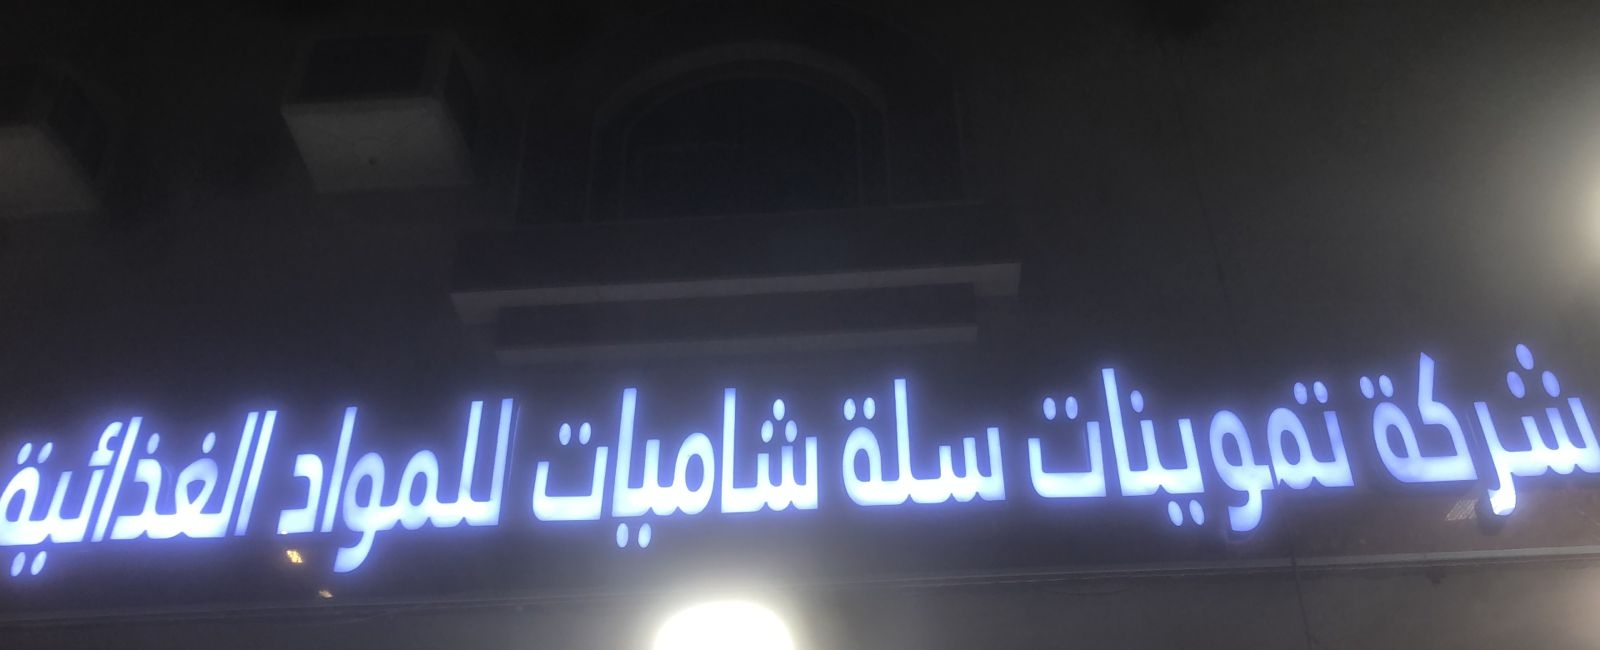 شركة تموينات سلة شاميات للمواد الغذائية